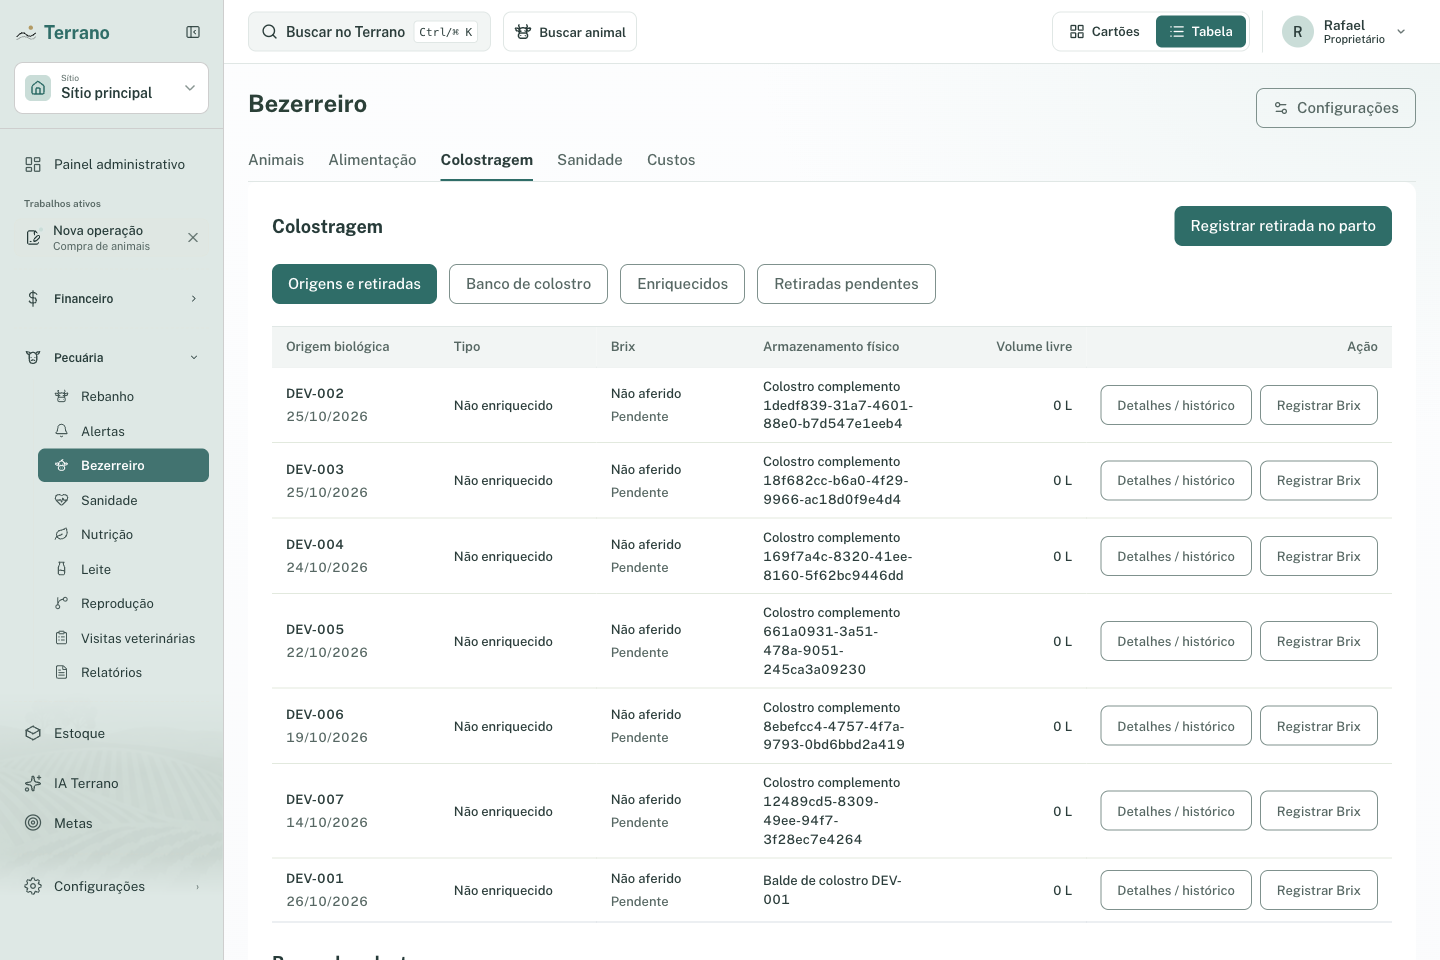 Terrano
Sítio
Sítio principal
Painel administrativo
Trabalhos ativos
Nova operação
Compra de animais
Financeiro
Pecuária
Rebanho
Alertas
Bezerreiro
Sanidade
Nutrição
Leite
Reprodução
Visitas veterinárias
Relatórios
Estoque
IA Terrano
Metas
Configurações
Buscar no Terrano Ctrl/⌘ K
Buscar animal
Cartões
Tabela
R
Rafael
Proprietário
Bezerreiro
Configurações
Animais Alimentação Colostragem Sanidade Custos
Colostragem
Registrar retirada no parto
Origens e retiradas Banco de colostro Enriquecidos Retiradas pendentes
Origem biológica Tipo Brix Armazenamento físico Volume livre Ação
DEV-002
25/10/2026
Não enriquecido
Não aferido
Pendente
Colostro complemento
1dedf839-31a7-4601-
88e0-b7d547e1eeb4
0 L
Detalhes / histórico
Registrar Brix
DEV-003
25/10/2026
Não enriquecido
Não aferido
Pendente
Colostro complemento
18f682cc-b6a0-4f29-
9966-ac18d0f9e4d4
0 L
Detalhes / histórico
Registrar Brix
DEV-004
24/10/2026
Não enriquecido
Não aferido
Pendente
Colostro complemento
169f7a4c-8320-41ee-
8160-5f62bc9446dd
0 L
Detalhes / histórico
Registrar Brix
DEV-005
22/10/2026
Não enriquecido
Não aferido
Pendente
Colostro complemento
661a0931-3a51-
478a-9051-
245ca3a09230
0 L
Detalhes / histórico
Registrar Brix
DEV-006
19/10/2026
Não enriquecido
Não aferido
Pendente
Colostro complemento
8ebefcc4-4757-4f7a-
9793-0bd6bbd2a419
0 L
Detalhes / histórico
Registrar Brix
DEV-007
14/10/2026
Não enriquecido
Não aferido
Pendente
Colostro complemento
12489cd5-8309-
49ee-94f7-
3f28ec7e4264
0 L
Detalhes / histórico
Registrar Brix
DEV-001
26/10/2026
Não enriquecido
Não aferido
Pendente
Balde de colostro DEV-
001
0 L
Detalhes / histórico
Registrar Brix